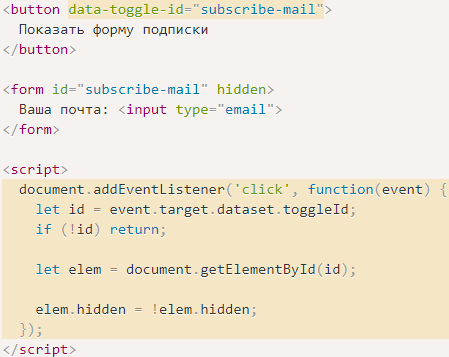 <button data-toggle-id="subscribe-mail">
  Показать форму подписки
</button>

<form id="subscribe-mail" hidden>
  Ваша почта: <input type="email">
</form>

<script>
  document.addEventListener('click', function(event) {
    let id = event.target.dataset.toggleId;
    if (!id) return;

    let elem = document.getElementById(id);

    elem.hidden = !elem.hidden;
  });
</script>